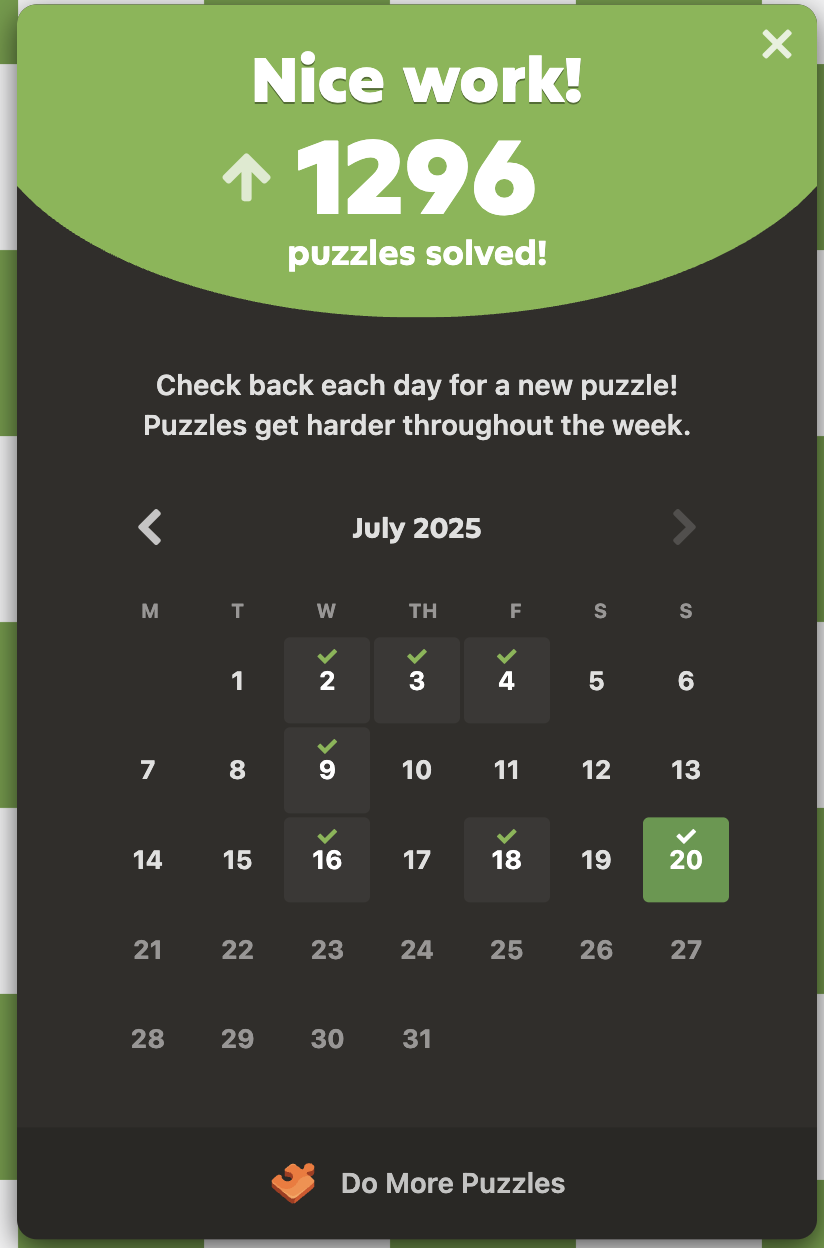 Nice work!
1296
puzzles solved!
Check back each day for a new puzzle!
Puzzles get harder throughout the week.
July 2025
M T W TH F S S
1 2 3 4 5 6
7 8 9 10 11 12 13
14 15 16 17 18 19 20
21 22 23 24 25 26 27
28 29 30 31
Do More Puzzles